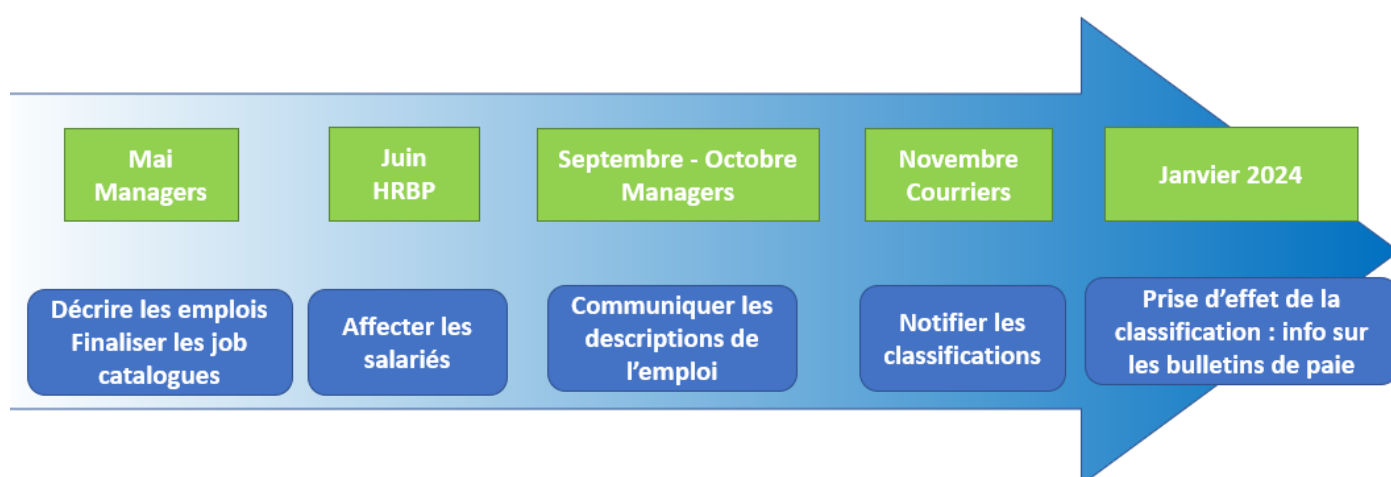 Mai
Managers
Juin
HRBP
Septembre - Octobre
Managers
Novembre
Courriers
Janvier 2024
Décrire les emplois
Finaliser les job
catalogues
Affecter les
salariés
Communiquer les
descriptions de
l’emploi
Notifier les
classifications
Prise d’effet de la
classification : info sur
les bulletins de paie